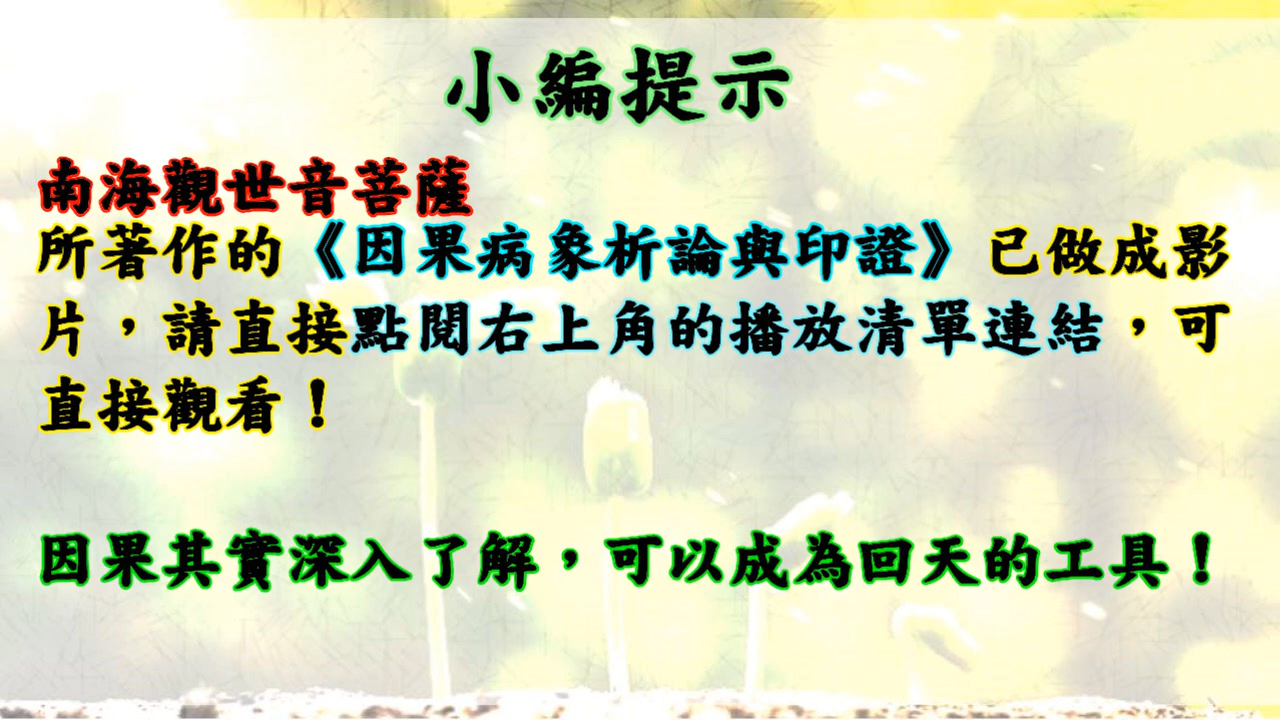 小編提示
南海觀世音菩薩
所著作的《因果病象析論與印證》已做成影
片，請直接點閱右上角的播放清單連結，可
直接觀看！
因果其實深入了解，可以成為回天的工具！